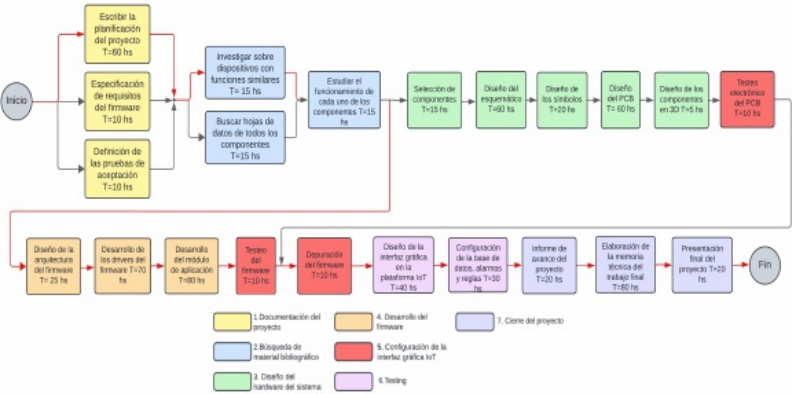 Inicio
Escribir la
planificación
del proyecto
T=60 hs
Especificación
de requisitos
del firmware
T=10 hs
Definición de
las pruebas de
aceptación
T=10 hs
Investigar sobre
dispositivos con
funciones similares
T= 15 hs
Buscar hojas de
datos de todos los
componentes
T=15 hs
Estudiar el
funcionamiento de
cada uno de los
componentes T=15
hs
Selección de
componentes
T=15 hs
Diseño del
esquemático
T=60 hs
Diseño de
los símbolos
T=20 hs
Diseño
del PCB
T= 60 hs
Diseño de los
componentes
en 3D T=5 hs
Testeo
electrónico
del PCB
T=10 hs
Diseño de la
arquitectura
del firmware
T= 25 hs
Desarrollo de
los drivers del
firmware T=70
hs
Desarrollo
del módulo
de aplicación
T=80 hs
Testeo
del
firmware
T=10 hs
Depuración
del firmware
T=10 hs
Diseño de la
interfaz gráfica
en la
plataforma IoT
T=40 hs
Configuración
de la base de
datos, alarmas
y reglas T=30
hs
Informe de
avance del
proyecto
T=20 hs
Elaboración de
la memoria
técnica del
trabajo final
T=80 hs
Presentación
final del
proyecto T=20
hs
Fin
1.Documentación del
proyecto
2.Búsqueda de
material bibliográfico
3. Diseño del
hardware del sistema
4. Desarrollo del
firmware
5. Configuración de la
interfaz gráfica IoT
6.Testing
7. Cierre del proyecto